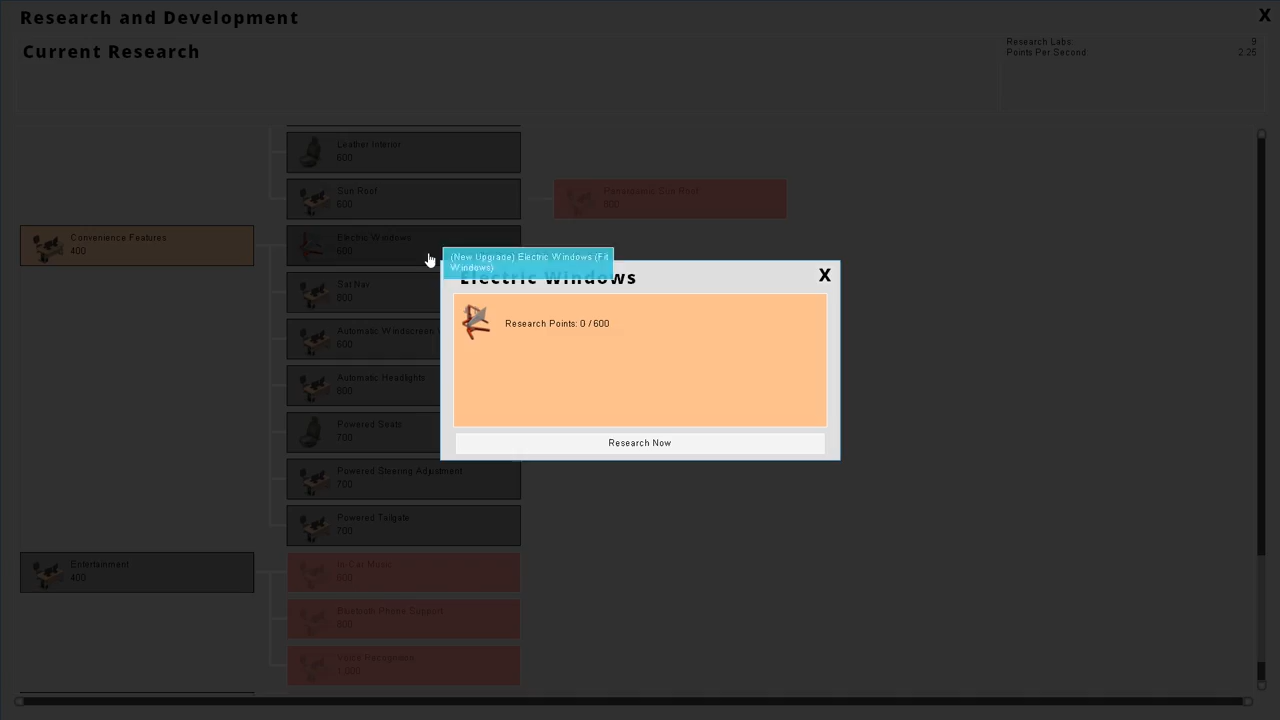 Research and Development
X
Current Research
Research Labs: 9
Points Per Second 2.25
Leather Interior
600
Sun Roof
600
Panoramic Sun Roof
800
Convenience Features
400
Electric Windows
600
(New Upgrade) Electric Windows (Fit
Windows)
Electric Windows
X
Sat Nav
800
Research Points: 0 / 600
Automatic Windscreen
600
Automatic Headlights
800
Powered Seats
700
Research Now
Powered Steering Adjustment
700
Powered Tailgate
700
Entertainment
400
In Car Music
600
Bluetooth Phone Support
Voice Recognition